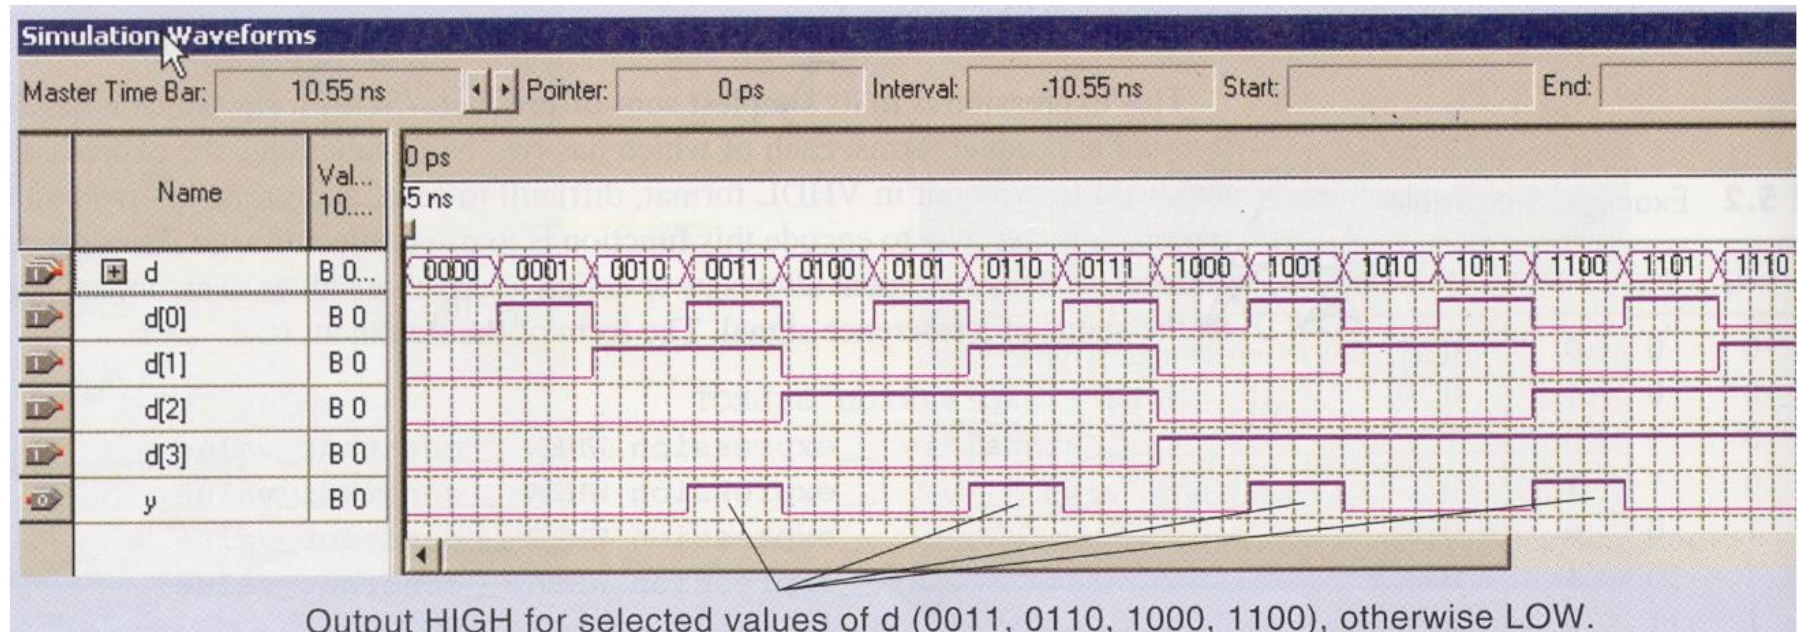 Simulation Waveforms
Master Time Bar: 10.55 ns Pointer: 0 ps Interval: -10.55 ns Start: End:
Name Val... 10....
0 ps
5 ns
d B 0... 0000 0001 0010 0011 0100 0101 0110 0111 1000 1001 1010 1011 1100 1101 1110
d[0] B 0
d[1] B 0
d[2] B 0
d[3] B 0
y B 0
Output HIGH for selected values of d (0011, 0110, 1000, 1100), otherwise LOW.